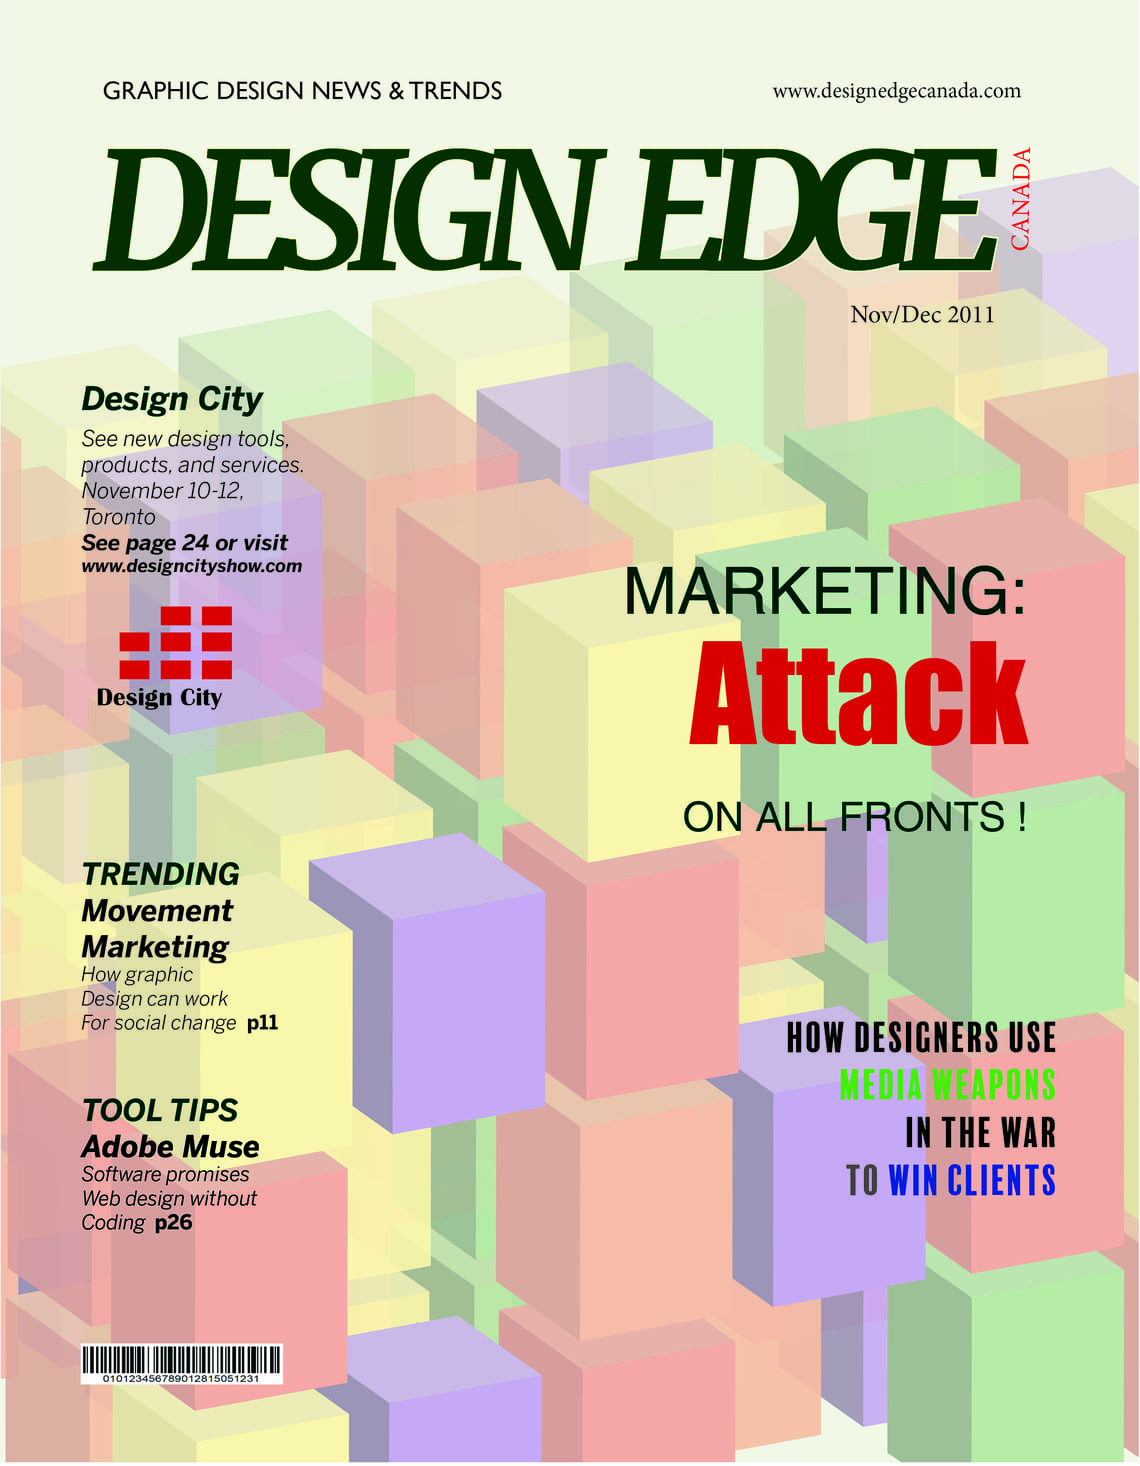 GRAPHIC DESIGN NEWS & TRENDS
www.designedgecanada.com
DESIGN EDGE
CANADA
Nov/Dec 2011
Design City
See new design tools,
products, and services.
November 10-12,
Toronto
See page 24 or visit
www.designcityshow.com
Design City
MARKETING:
Attack
ON ALL FRONTS !
TRENDING
Movement
Marketing
How graphic
Design can work
For social change p11
HOW DESIGNERS USE
MEDIA WEAPONS
IN THE WAR
TO WIN CLIENTS
TOOL TIPS
Adobe Muse
Software promises
Web design without
Coding p26
010123456789012815051231